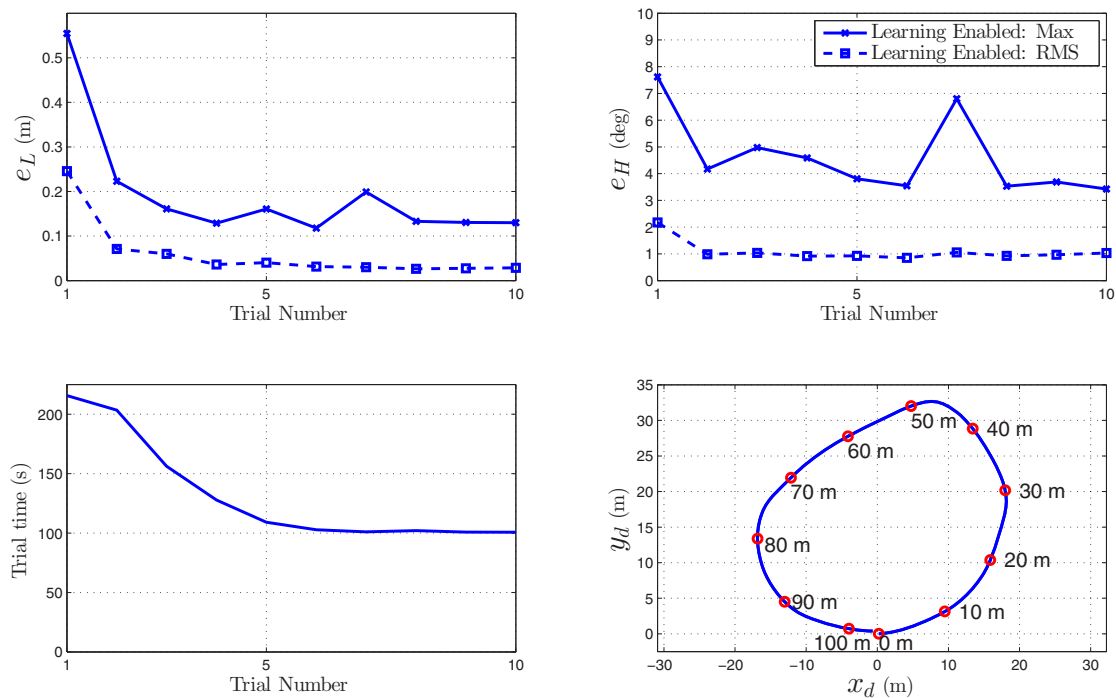 0.5
0.4
0.3
0.2
0.1
0
1
5
10
e_L (m)
Trial Number
10
9
8
7
6
5
4
3
2
1
0
1
5
10
e_H (deg)
Trial Number
Learning Enabled: Max
Learning Enabled: RMS
200
150
100
50
0
1
5
10
Trial time (s)
Trial Number
35
30
25
20
15
10
5
0
−30
−20
−10
0
10
20
30
y_d (m)
x_d (m)
50 m
40 m
60 m
70 m
30 m
80 m
20 m
90 m
10 m
100 m
0 m